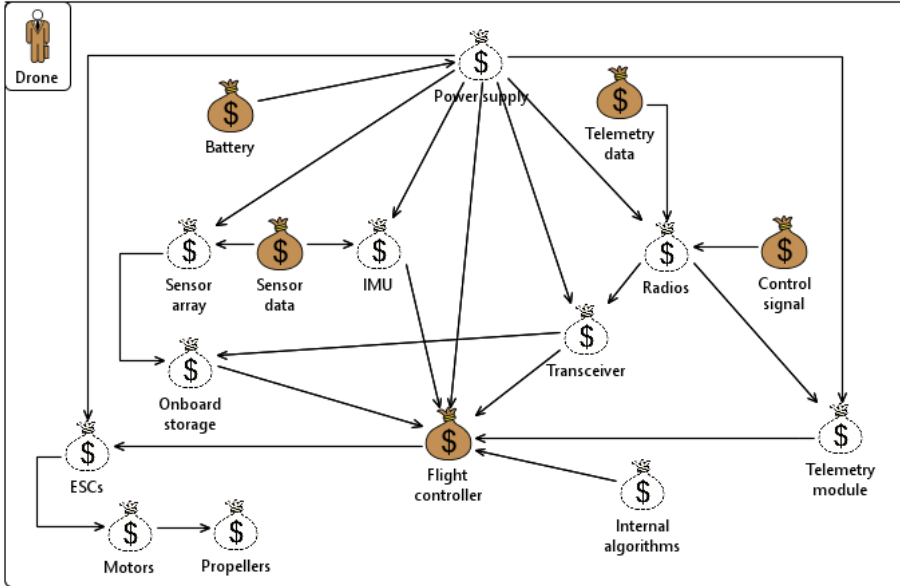 Drone
$
Power supply
$
Battery
$
Telemetry
data
$
Sensor
array
$
Sensor
data
$
IMU
$
Radios
$
Control
signal
$
Transceiver
$
Onboard
storage
$
ESCs
$
Flight
controller
$
Telemetry
module
$
Internal
algorithms
$
Motors
$
Propellers